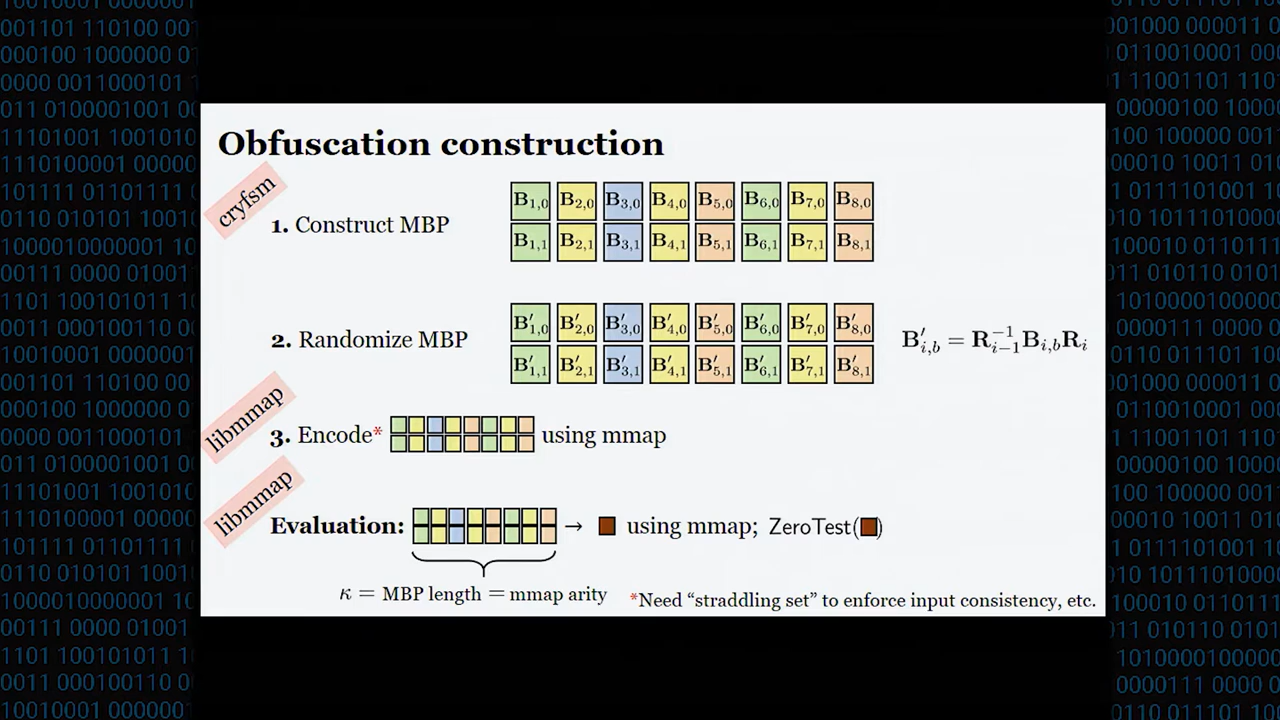 Obfuscation construction
cryfsm
1. Construct MBP
B1,0 B2,0 B3,0 B4,0 B5,0 B6,0 B7,0 B8,0
B1,1 B2,1 B3,1 B4,1 B5,1 B6,1 B7,1 B8,1
2. Randomize MBP
B′1,0 B′2,0 B′3,0 B′4,0 B′5,0 B′6,0 B′7,0 B′8,0
B′1,1 B′2,1 B′3,1 B′4,1 B′5,1 B′6,1 B′7,1 B′8,1
B′i,b = R−1i−1 Bi,b Ri
libmmap
3. Encode* using mmap
libmmap
Evaluation: → using mmap; ZeroTest( )
κ = MBP length = mmap arity
*Need “straddling set” to enforce input consistency, etc.